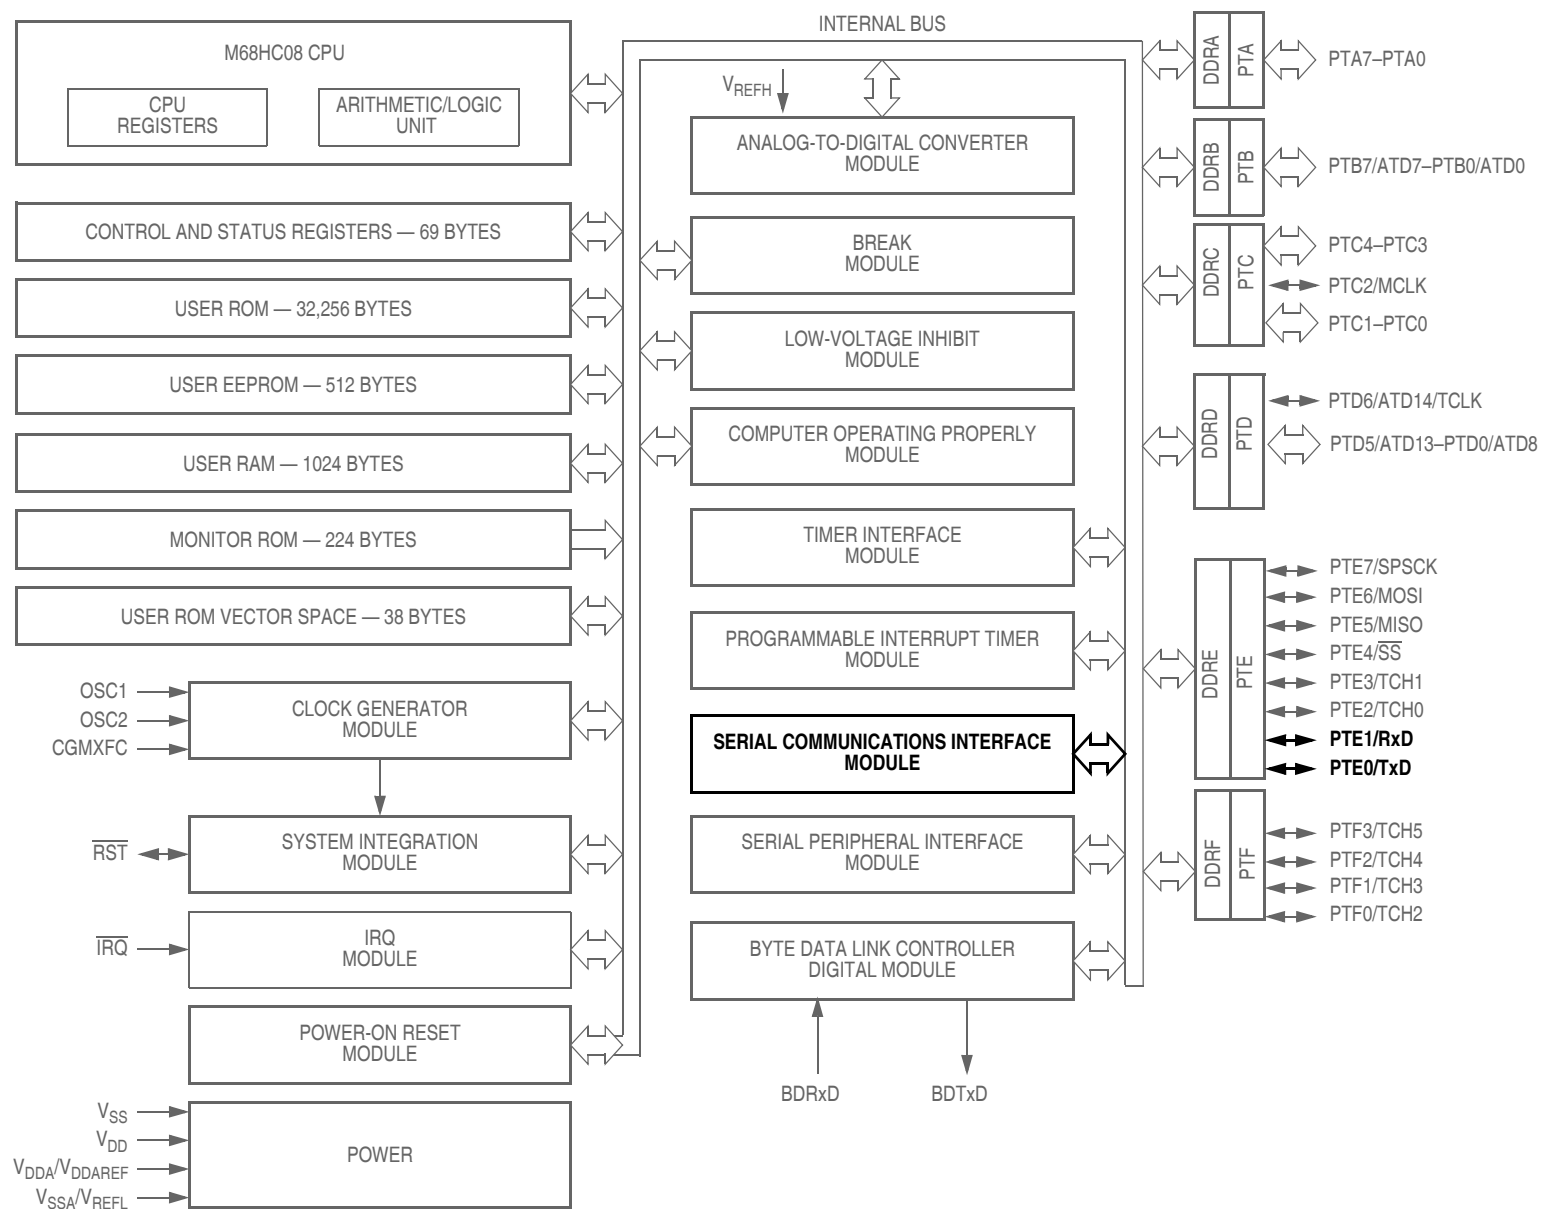 INTERNAL BUS
M68HC08 CPU
CPU
REGISTERS
ARITHMETIC/LOGIC
UNIT
CONTROL AND STATUS REGISTERS — 69 BYTES
USER ROM — 32,256 BYTES
USER EEPROM — 512 BYTES
USER RAM — 1024 BYTES
MONITOR ROM — 224 BYTES
USER ROM VECTOR SPACE — 38 BYTES
OSC1
OSC2
CGMXFC
CLOCK GENERATOR
MODULE
RST
SYSTEM INTEGRATION
MODULE
IRQ
IRQ
MODULE
POWER-ON RESET
MODULE
VSS
VDD
VDDA/VDDAREF
VSSA/VREFL
POWER
VREFH
ANALOG-TO-DIGITAL CONVERTER
MODULE
BREAK
MODULE
LOW-VOLTAGE INHIBIT
MODULE
COMPUTER OPERATING PROPERLY
MODULE
TIMER INTERFACE
MODULE
PROGRAMMABLE INTERRUPT TIMER
MODULE
SERIAL COMMUNICATIONS INTERFACE
MODULE
SERIAL PERIPHERAL INTERFACE
MODULE
BYTE DATA LINK CONTROLLER
DIGITAL MODULE
BDRxD
BDTxD
DDRA
PTA
PTA7–PTA0
DDRB
PTB
PTB7/ATD7–PTB0/ATD0
DDRC
PTC
PTC4–PTC3
PTC2/MCLK
PTC1–PTC0
DDRD
PTD
PTD6/ATD14/TCLK
PTD5/ATD13–PTD0/ATD8
DDRE
PTE
PTE7/SPSCK
PTE6/MOSI
PTE5/MISO
PTE4/SS
PTE3/TCH1
PTE2/TCH0
PTE1/RxD
PTE0/TxD
DDRF
PTF
PTF3/TCH5
PTF2/TCH4
PTF1/TCH3
PTF0/TCH2